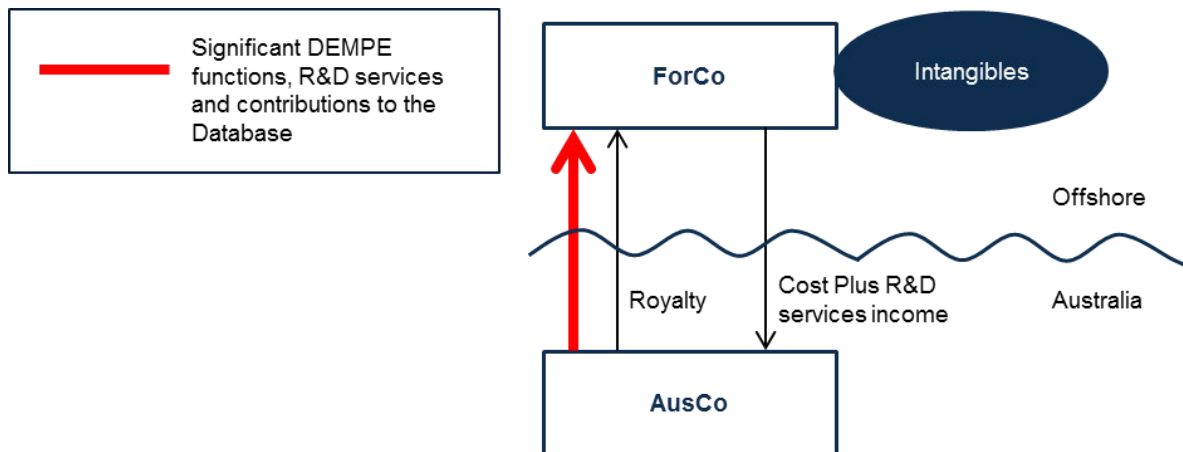 Significant DEMPE
functions, R&D services
and contributions to the
Database
ForCo
Intangibles
Offshore
Royalty
Cost Plus R&D
services income
Australia
AusCo